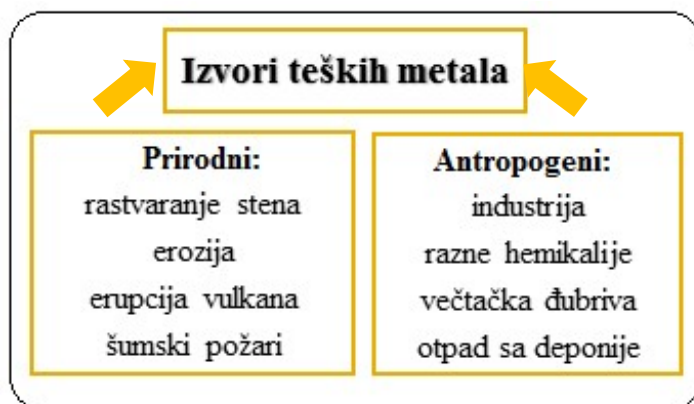 Izvori teških metala
Prirodni:
rastvaranje stena
erozija
erupcija vulkana
šumski požari
Antropogeni:
industrija
razne hemikalije
večtačka đubriva
otpad sa deponije